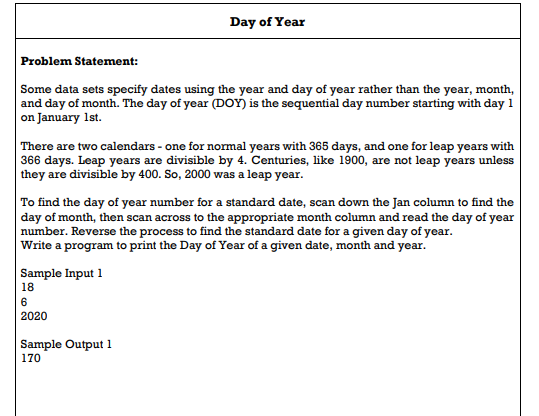 Day of Year
Problem Statement:
Some data sets specify dates using the year and day of year rather than the year, month,
and day of month. The day of year (DOY) is the sequential day number starting with day 1
on January 1st.
There are two calendars - one for normal years with 365 days, and one for leap years with
366 days. Leap years are divisible by 4. Centuries, like 1900, are not leap years unless
they are divisible by 400. So, 2000 was a leap year.
To find the day of year number for a standard date, scan down the Jan column to find the
day of month, then scan across to the appropriate month column and read the day of year
number. Reverse the process to find the standard date for a given day of year.
Write a program to print the Day of Year of a given date, month and year.
Sample Input 1
18
6
2020
Sample Output 1
170